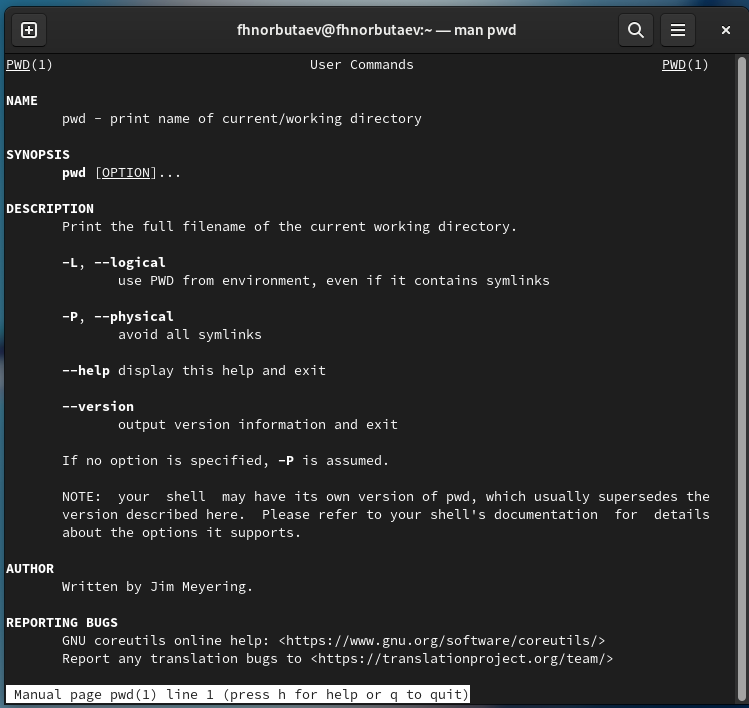 fhnorbutaev@fhnorbutaev:~ — man pwd
PWD(1) User Commands PWD(1)
NAME
pwd - print name of current/working directory
SYNOPSIS
pwd [OPTION]...
DESCRIPTION
Print the full filename of the current working directory.
-L, --logical
use PWD from environment, even if it contains symlinks
-P, --physical
avoid all symlinks
--help display this help and exit
--version
output version information and exit
If no option is specified, -P is assumed.
NOTE:  your  shell  may have its own version of pwd, which usually supersedes the
version described here.  Please refer to your shell's documentation  for  details
about the options it supports.
AUTHOR
Written by Jim Meyering.
REPORTING BUGS
GNU coreutils online help: <https://www.gnu.org/software/coreutils/>
Report any translation bugs to <https://translationproject.org/team/>
Manual page pwd(1) line 1 (press h for help or q to quit)